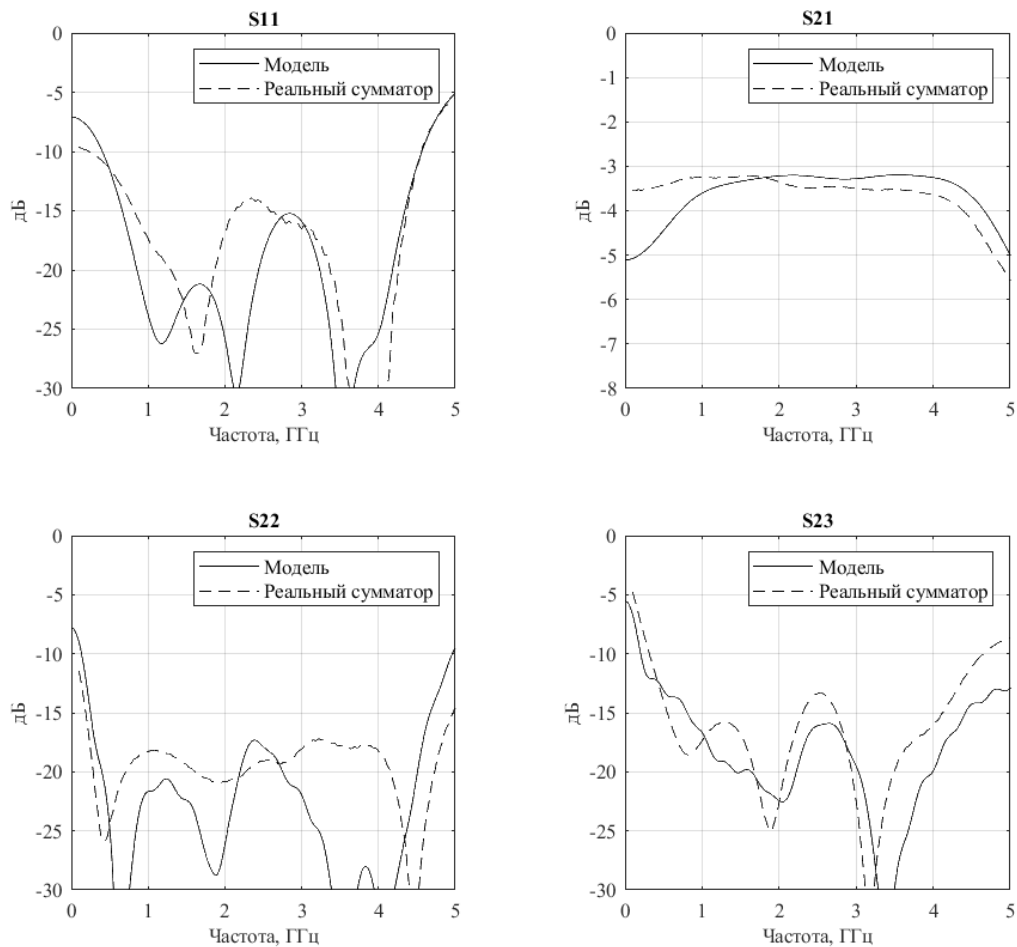 S11
0
-5
-10
-15
-20
-25
-30
дБ
0 1 2 3 4 5
Частота, ГГц
Модель
Реальный сумматор
S21
0
-1
-2
-3
-4
-5
-6
-7
-8
дБ
0 1 2 3 4 5
Частота, ГГц
Модель
Реальный сумматор
S22
0
-5
-10
-15
-20
-25
-30
дБ
0 1 2 3 4 5
Частота, ГГц
Модель
Реальный сумматор
S23
0
-5
-10
-15
-20
-25
-30
дБ
0 1 2 3 4 5
Частота, ГГц
Модель
Реальный сумматор